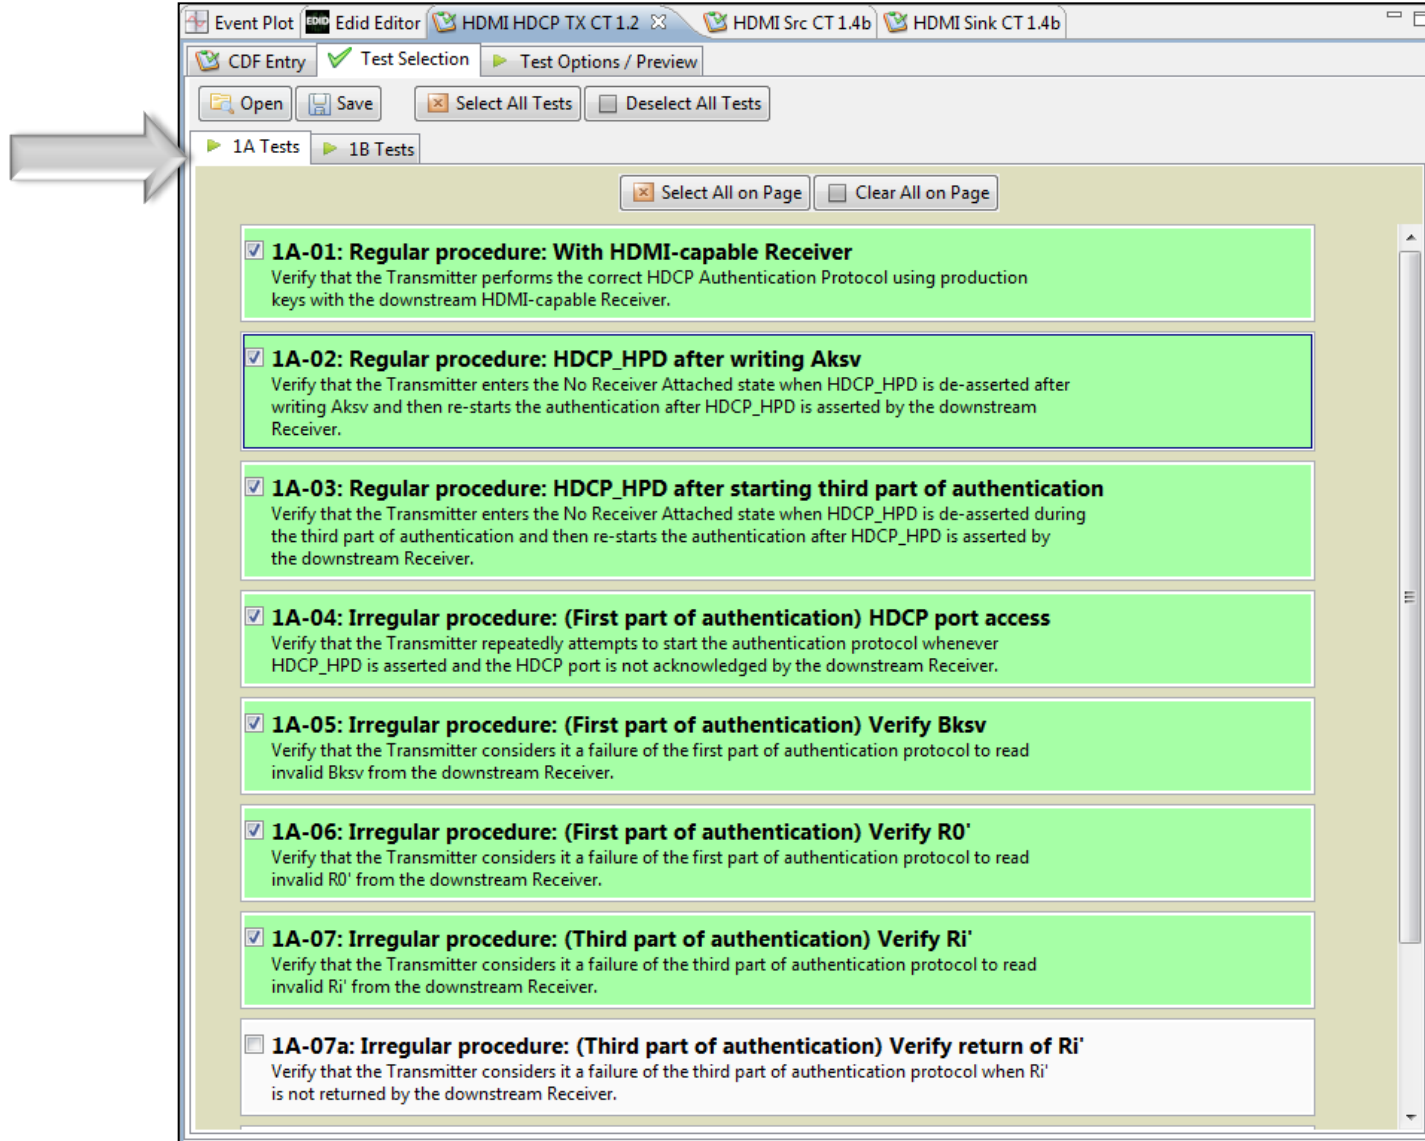 Event Plot EDID Edid Editor HDMI HDCP TX CT 1.2 HDMI Src CT 1.4b HDMI Sink CT 1.4b
CDF Entry Test Selection Test Options / Preview
Open Save Select All Tests Deselect All Tests
1A Tests 1B Tests
Select All on Page Clear All on Page
1A-01: Regular procedure: With HDMI-capable Receiver
Verify that the Transmitter performs the correct HDCP Authentication Protocol using production
keys with the downstream HDMI-capable Receiver.
1A-02: Regular procedure: HDCP_HPD after writing Aksv
Verify that the Transmitter enters the No Receiver Attached state when HDCP_HPD is de-asserted after
writing Aksv and then re-starts the authentication after HDCP_HPD is asserted by the downstream
Receiver.
1A-03: Regular procedure: HDCP_HPD after starting third part of authentication
Verify that the Transmitter enters the No Receiver Attached state when HDCP_HPD is de-asserted during
the third part of authentication and then re-starts the authentication after HDCP_HPD is asserted by
the downstream Receiver.
1A-04: Irregular procedure: (First part of authentication) HDCP port access
Verify that the Transmitter repeatedly attempts to start the authentication protocol whenever
HDCP_HPD is asserted and the HDCP port is not acknowledged by the downstream Receiver.
1A-05: Irregular procedure: (First part of authentication) Verify Bksv
Verify that the Transmitter considers it a failure of the first part of authentication protocol to read
invalid Bksv from the downstream Receiver.
1A-06: Irregular procedure: (First part of authentication) Verify R0'
Verify that the Transmitter considers it a failure of the first part of authentication protocol to read
invalid R0' from the downstream Receiver.
1A-07: Irregular procedure: (Third part of authentication) Verify Ri'
Verify that the Transmitter considers it a failure of the third part of authentication protocol to read
invalid Ri' from the downstream Receiver.
1A-07a: Irregular procedure: (Third part of authentication) Verify return of Ri'
Verify that the Transmitter considers it a failure of the third part of authentication protocol when Ri'
is not returned by the downstream Receiver.